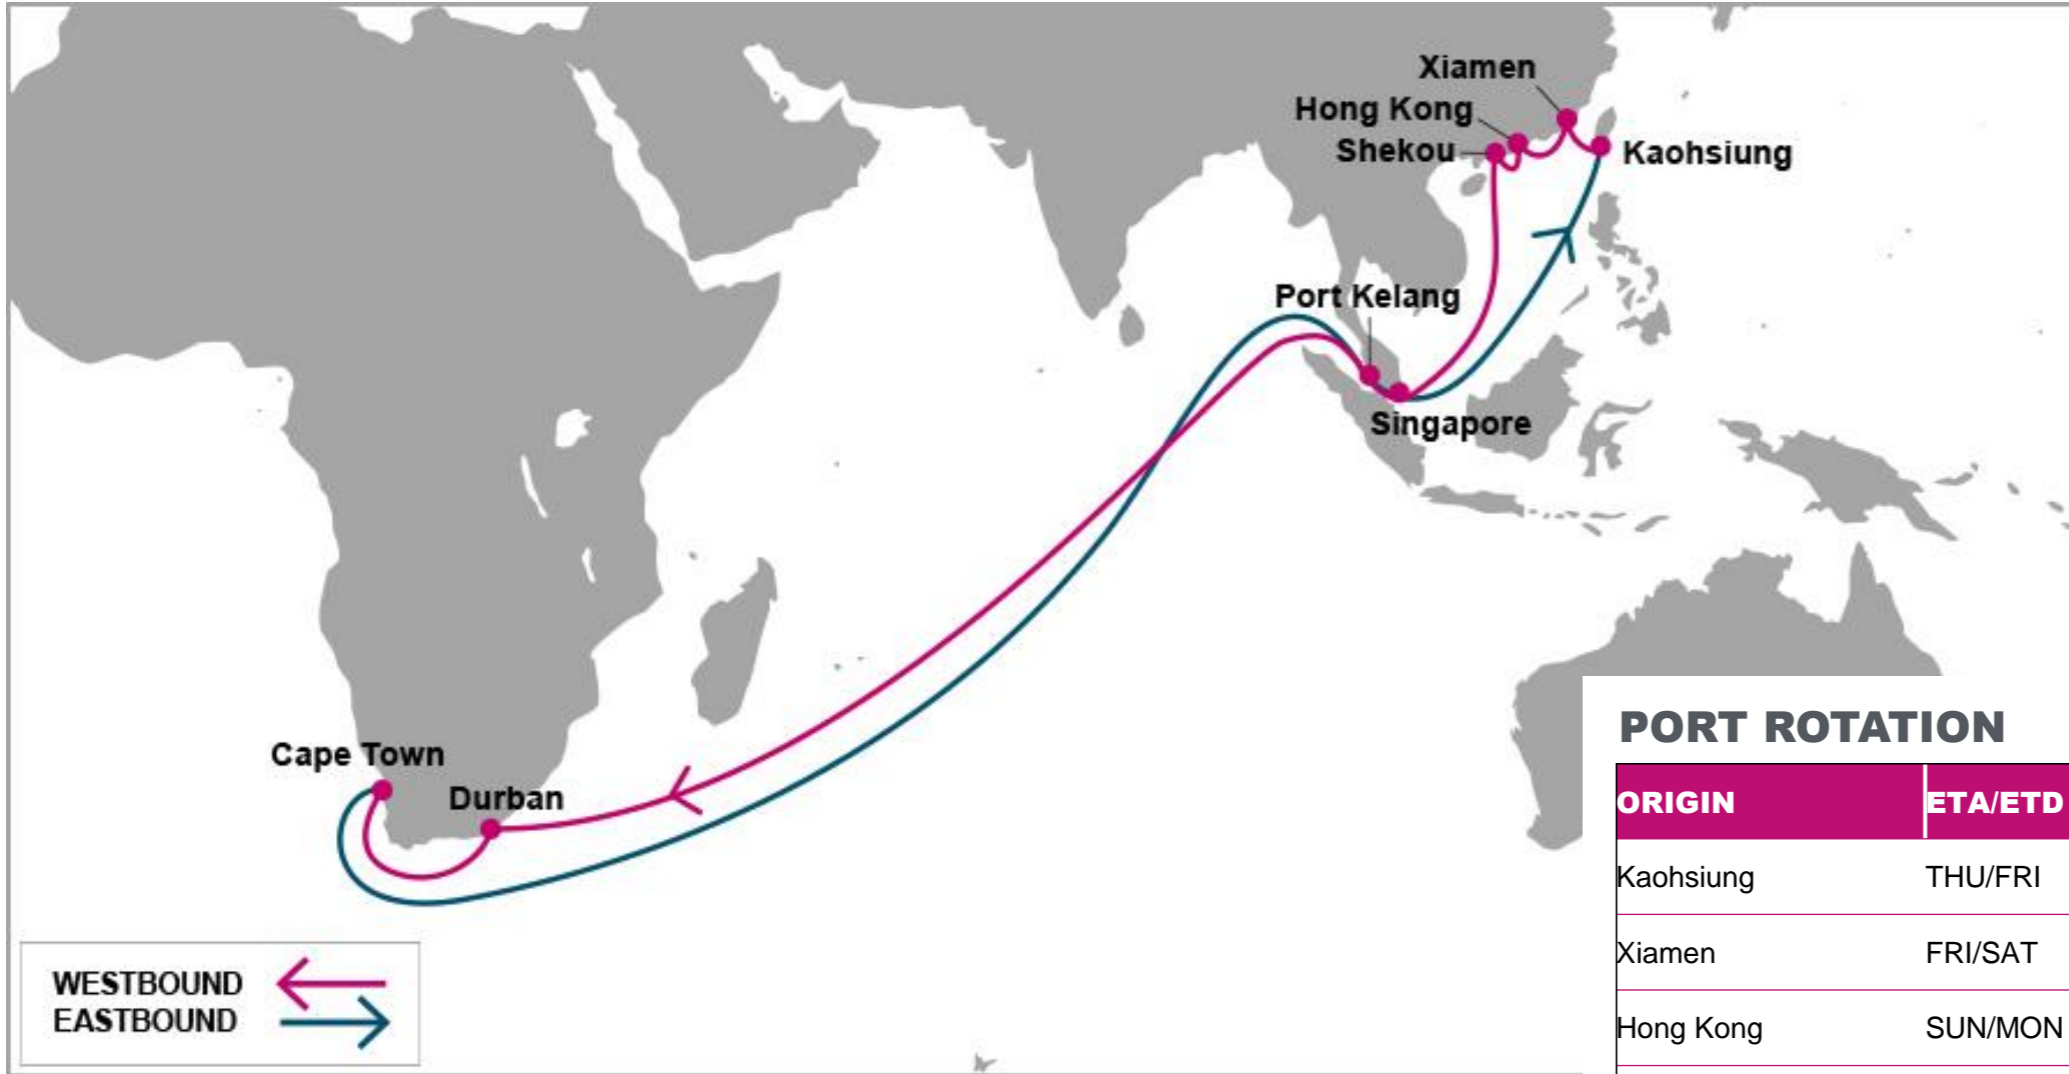 Xiamen
Hong Kong
Shekou
Kaohsiung
Port Kelang
Singapore
Cape Town
Durban
WESTBOUND
EASTBOUND
PORT ROTATION
ORIGIN ETA/ETD
Kaohsiung THU/FRI
Xiamen FRI/SAT
Hong Kong SUN/MON